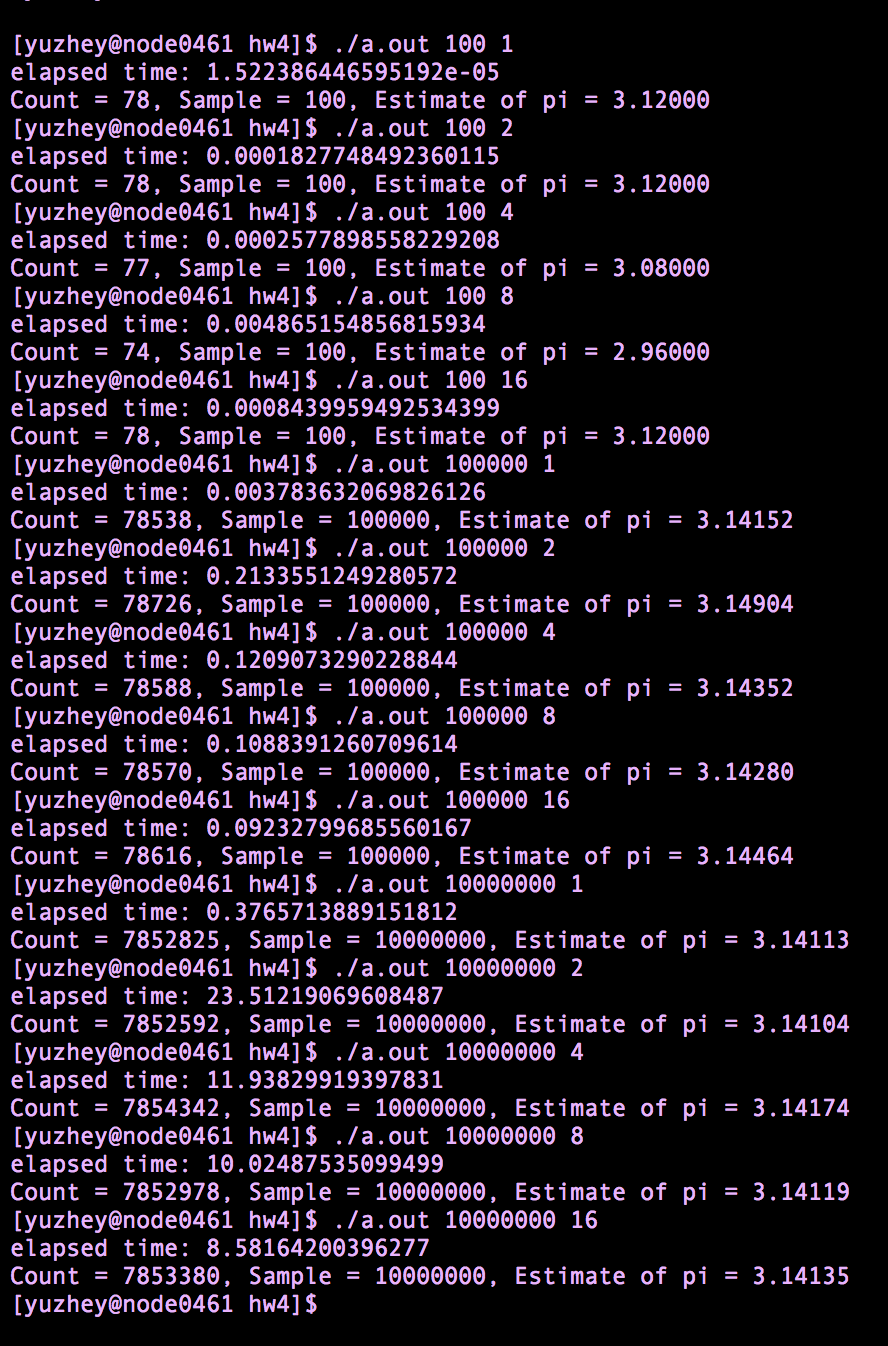 [yuzhey@node0461 hw4]$ ./a.out 100 1
elapsed time: 1.522386446595192e-05
Count = 78, Sample = 100, Estimate of pi = 3.12000
[yuzhey@node0461 hw4]$ ./a.out 100 2
elapsed time: 0.0001827748492360115
Count = 78, Sample = 100, Estimate of pi = 3.12000
[yuzhey@node0461 hw4]$ ./a.out 100 4
elapsed time: 0.0002577898558229208
Count = 77, Sample = 100, Estimate of pi = 3.08000
[yuzhey@node0461 hw4]$ ./a.out 100 8
elapsed time: 0.004865154856815934
Count = 74, Sample = 100, Estimate of pi = 2.96000
[yuzhey@node0461 hw4]$ ./a.out 100 16
elapsed time: 0.0008439959492534399
Count = 78, Sample = 100, Estimate of pi = 3.12000
[yuzhey@node0461 hw4]$ ./a.out 100000 1
elapsed time: 0.003783632069826126
Count = 78538, Sample = 100000, Estimate of pi = 3.14152
[yuzhey@node0461 hw4]$ ./a.out 100000 2
elapsed time: 0.2133551249280572
Count = 78726, Sample = 100000, Estimate of pi = 3.14904
[yuzhey@node0461 hw4]$ ./a.out 100000 4
elapsed time: 0.1209073290228844
Count = 78588, Sample = 100000, Estimate of pi = 3.14352
[yuzhey@node0461 hw4]$ ./a.out 100000 8
elapsed time: 0.1088391260709614
Count = 78570, Sample = 100000, Estimate of pi = 3.14280
[yuzhey@node0461 hw4]$ ./a.out 100000 16
elapsed time: 0.09232799685560167
Count = 78616, Sample = 100000, Estimate of pi = 3.14464
[yuzhey@node0461 hw4]$ ./a.out 10000000 1
elapsed time: 0.3765713889151812
Count = 7852825, Sample = 10000000, Estimate of pi = 3.14113
[yuzhey@node0461 hw4]$ ./a.out 10000000 2
elapsed time: 23.51219069608487
Count = 7852592, Sample = 10000000, Estimate of pi = 3.14104
[yuzhey@node0461 hw4]$ ./a.out 10000000 4
elapsed time: 11.93829919397831
Count = 7854342, Sample = 10000000, Estimate of pi = 3.14174
[yuzhey@node0461 hw4]$ ./a.out 10000000 8
elapsed time: 10.02487535099499
Count = 7852978, Sample = 10000000, Estimate of pi = 3.14119
[yuzhey@node0461 hw4]$ ./a.out 10000000 16
elapsed time: 8.58164200396277
Count = 7853380, Sample = 10000000, Estimate of pi = 3.14135
[yuzhey@node0461 hw4]$